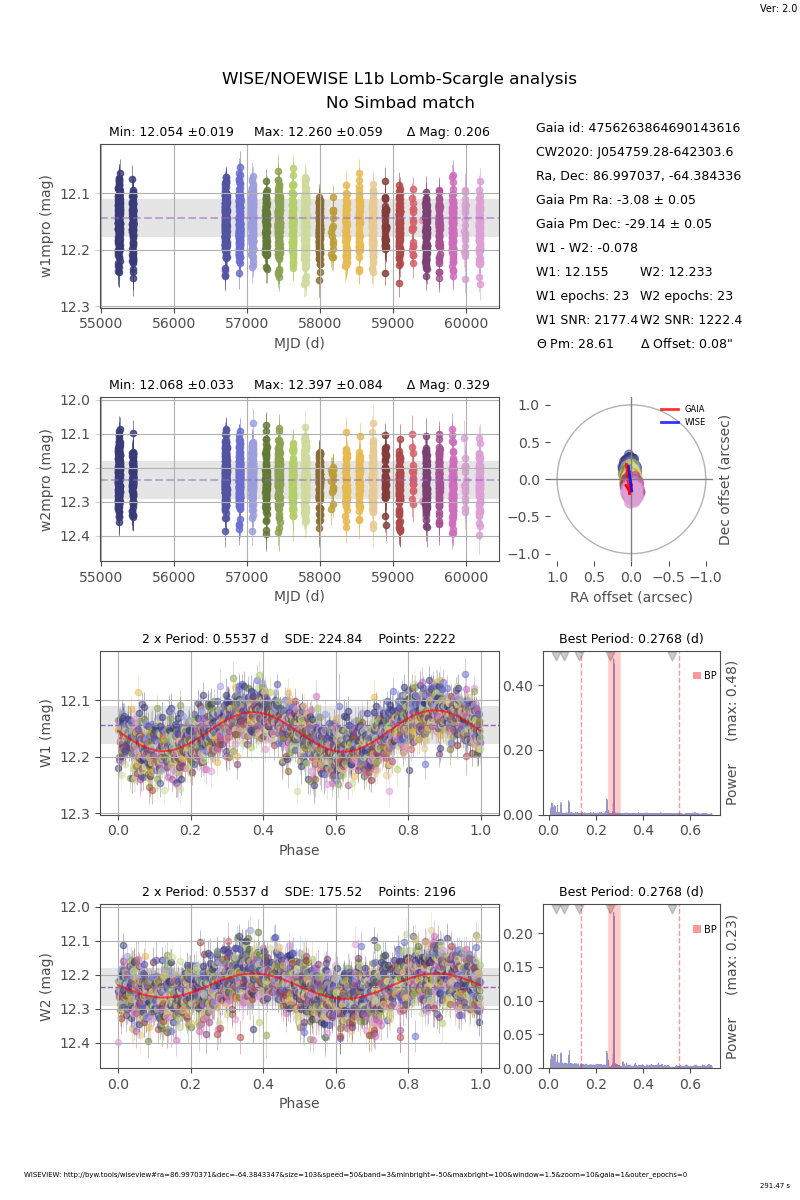 Ver: 2.0
WISE/NOEWISE L1b Lomb-Scargle analysis
No Simbad match
Min: 12.054 ±0.019 Max: 12.260 ±0.059 Δ Mag: 0.206
12.1
12.2
12.3
w1mpro (mag)
55000 56000 57000 58000 59000 60000
MJD (d)
Gaia id: 4756263864690143616
CW2020: J054759.28-642303.6
Ra, Dec: 86.997037, -64.384336
Gaia Pm Ra: -3.08 ± 0.05
Gaia Pm Dec: -29.14 ± 0.05
W1 - W2: -0.078
W1: 12.155 W2: 12.233
W1 epochs: 23 W2 epochs: 23
W1 SNR: 2177.4 W2 SNR: 1222.4
Θ Pm: 28.61 Δ Offset: 0.08"
Min: 12.068 ±0.033 Max: 12.397 ±0.084 Δ Mag: 0.329
12.0
12.1
12.2
12.3
12.4
w2mpro (mag)
55000 56000 57000 58000 59000 60000
MJD (d)
GAIA
WISE
1.0
0.5
0.0
−0.5
−1.0
Dec offset (arcsec)
1.0 0.5 0.0 −0.5 −1.0
RA offset (arcsec)
2 x Period: 0.5537 d SDE: 224.84 Points: 2222
12.1
12.2
12.3
W1 (mag)
0.0 0.2 0.4 0.6 0.8 1.0
Phase
Best Period: 0.2768 (d)
BP
0.40
0.20
0.00
Power (max: 0.48)
0.0 0.2 0.4 0.6
2 x Period: 0.5537 d SDE: 175.52 Points: 2196
12.0
12.1
12.2
12.3
12.4
W2 (mag)
0.0 0.2 0.4 0.6 0.8 1.0
Phase
Best Period: 0.2768 (d)
BP
0.20
0.15
0.10
0.05
0.00
Power (max: 0.23)
0.0 0.2 0.4 0.6
WISEVIEW: http://byw.tools/wiseview#ra=86.9970371&dec=-64.3843347&size=103&speed=50&band=3&minbright=-50&maxbright=100&window=1.5&zoom=10&gaia=1&outer_epochs=0
291.47 s